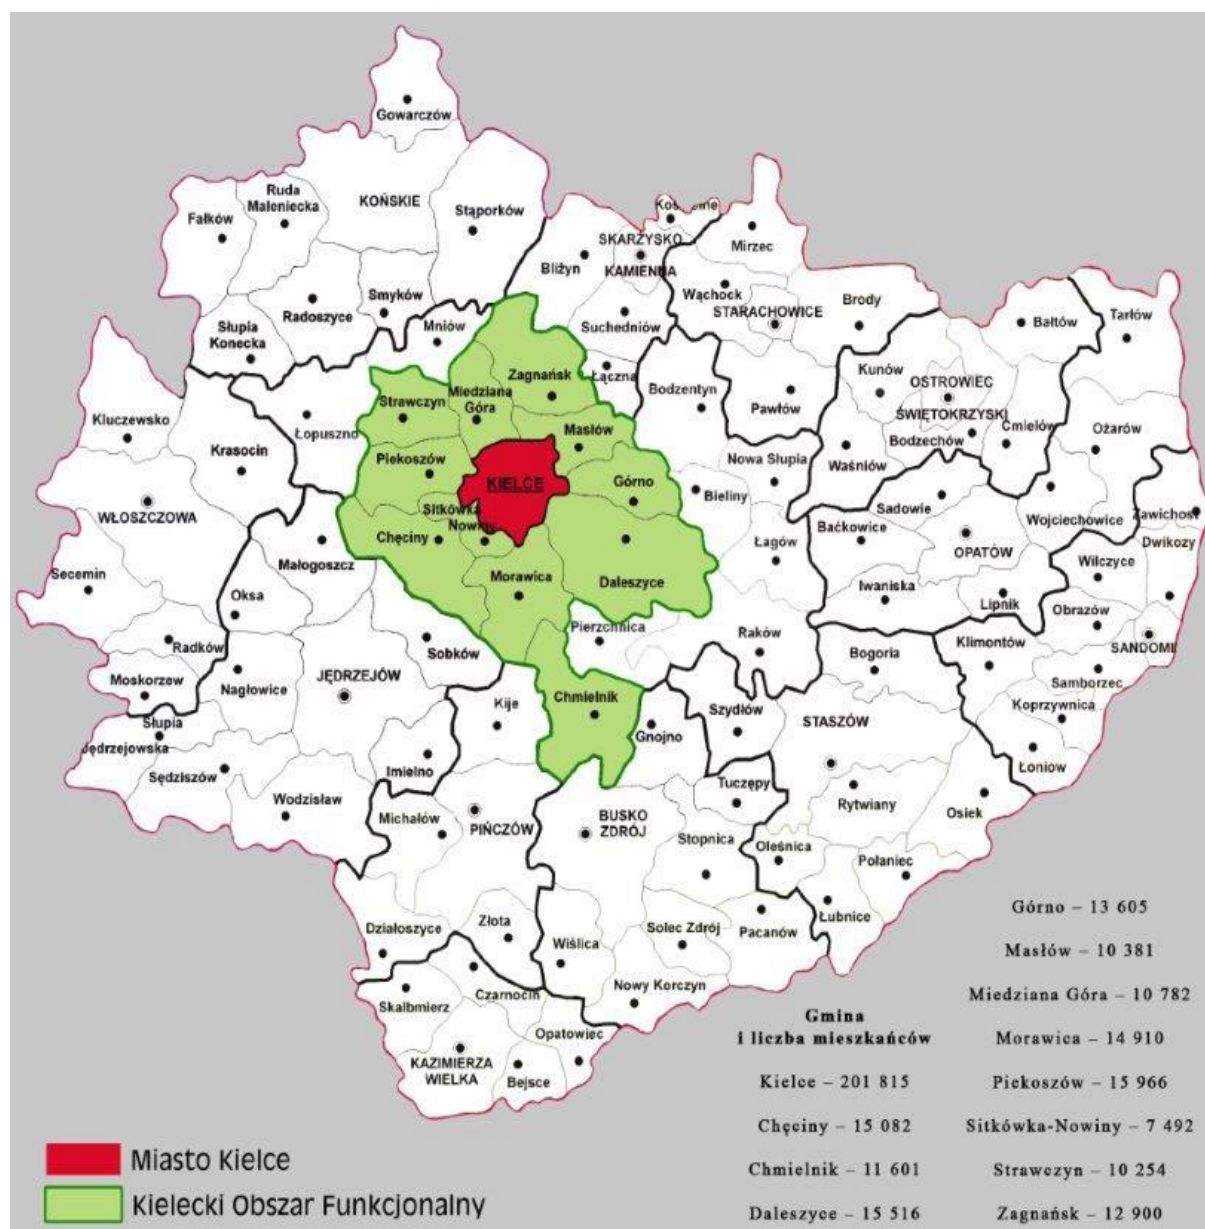 Gowarczów
Ruda
Maleniecka
KOŃSKIE
Stąporków
Fałków
Mirzec
SKARŻYSKO
KAMIENNA
Bliżyn
Wąchock
STARACHOWICE
Brody
Smyków
Radoszyce
Słupia
Konecka
Mniów
Suchedniów
Bałtów
Tarłów
Łączna
Zagnańsk
Miedziana
Góra
Strawczyn
Bodzentyn
Pawłów
Kunów
OSTROWIEC
ŚWIĘTOKRZYSKI
Bodzechów
Ćmielów
Ożarów
Kluczewsko
Łopuszno
Krasocin
Masłów
Piekoszów
KIELCE
Górno
Nowa Słupia
Waśniów
Bieliny
Sadowie
Wojciechowice
Zawichost
WŁOSZCZOWA
Sitkówka
Nowiny
Chęciny
Łagów
Baćkowice
OPATÓW
Dwikozy
Małogoszcz
Secemin
Oksa
Morawica
Daleszyce
Iwaniska
Lipnik
Wilczyce
Obrazów
Radków
Sobków
Pierzchnica
Raków
Bogoria
Klimontów
SANDOMI
Samborzec
Moskorzew
Nagłowice
JĘDRZEJÓW
Chmielnik
Kije
Szydłów
STASZÓW
Koprzywnica
Słupia
Jędrzejowska
Gnojno
Łoniow
Sędziszów
Imielno
Tuczępy
Rytwiany
Osiek
Wodzisław
Michałów
PIŃCZÓW
BUSKO
ZDRÓJ
Stopnica
Oleśnica
Połaniec
Działoszyce
Złota
Wiślica
Solec Zdrój
Pacanów
Łubnice
Skalbmierz
Czarnocin
Nowy Korczyn
Opatowiec
KAZIMIERZA
WIELKA
Bejsce
Gmina
i liczba mieszkańców
Kielce – 201 815
Chęciny – 15 082
Chmielnik – 11 601
Daleszyce – 15 516
Górno – 13 605
Masłów – 10 381
Miedziana Góra – 10 782
Morawica – 14 910
Piekoszów – 15 966
Sitkówka-Nowiny – 7 492
Strawczyn – 10 254
Zagnańsk – 12 900
Miasto Kielce
Kielecki Obszar Funkcjonalny